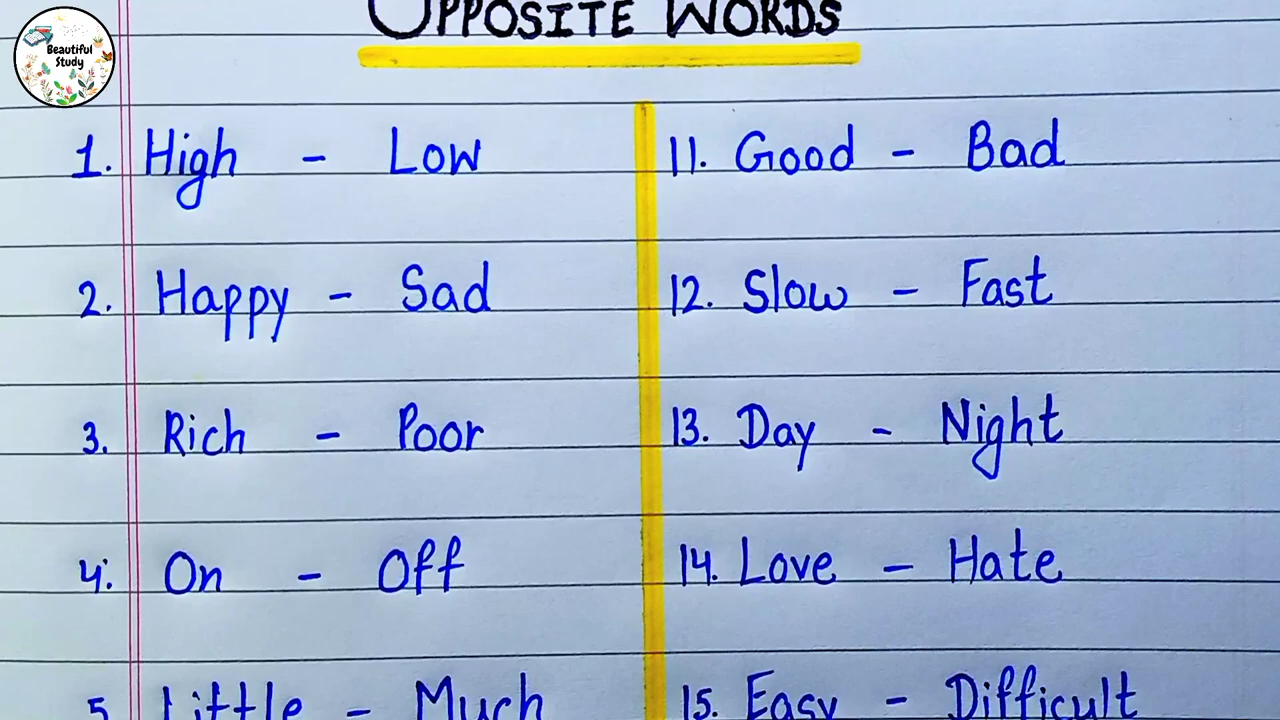 Beautiful
Study
OPPOSITE WORDS
1. High - Low
2. Happy - Sad
3. Rich - Poor
4. On - Off
5. Little - Much
11. Good - Bad
12. Slow - Fast
13. Day - Night
14. Love - Hate
15. Easy - Difficult